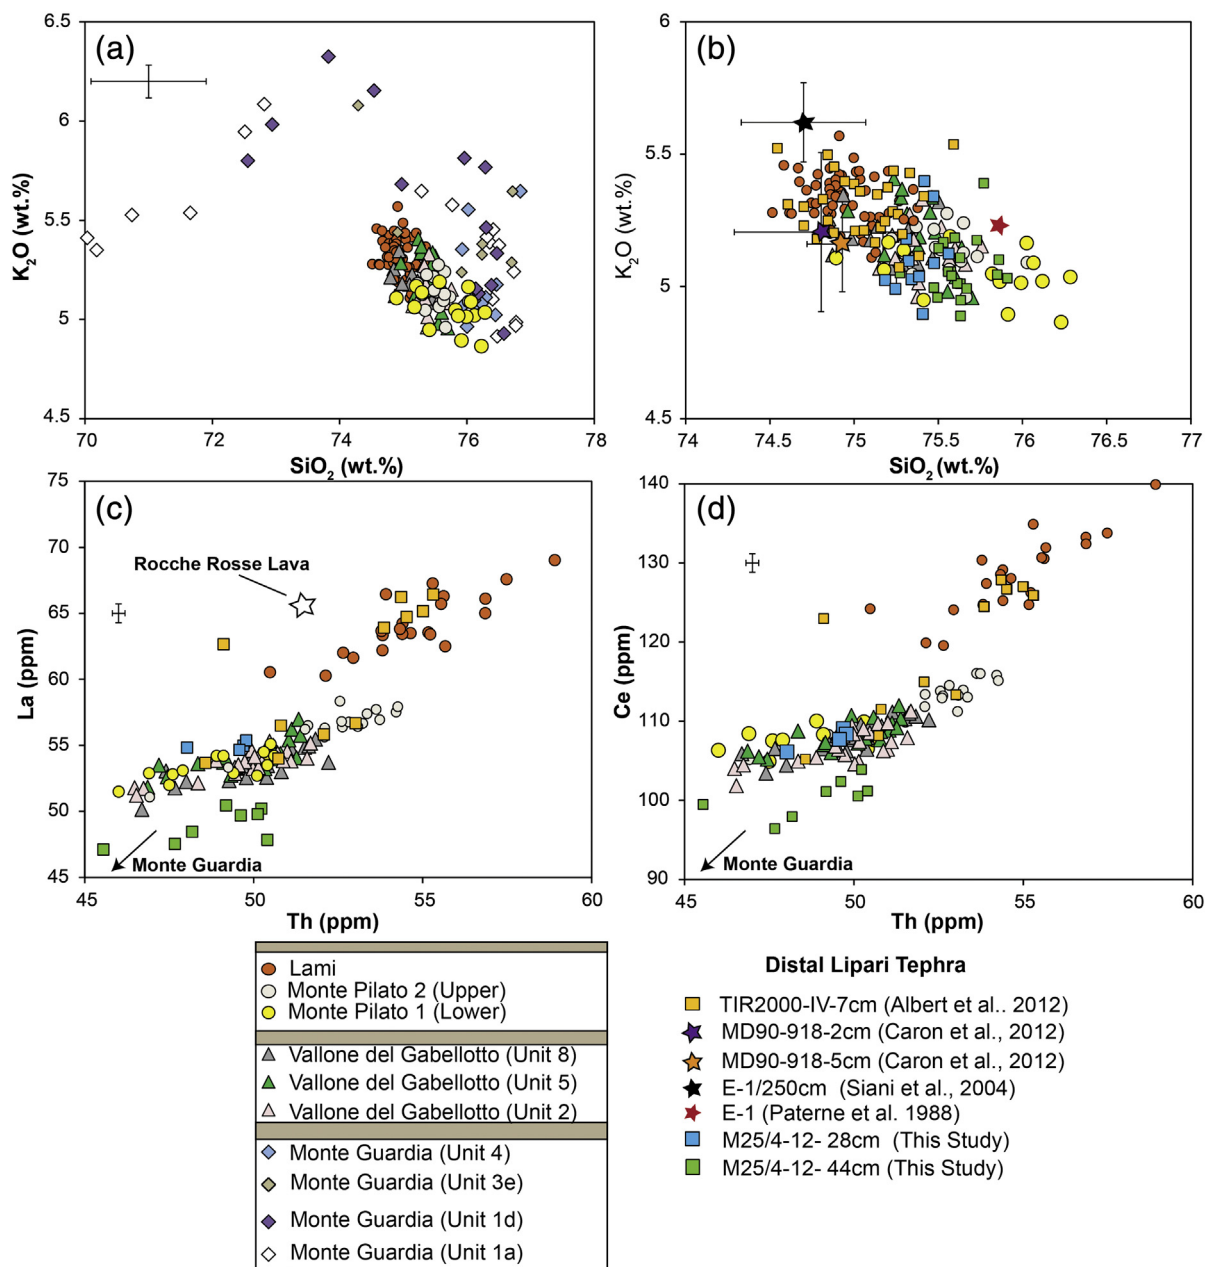 (a)
6.5
6
5.5
5
4.5
K2O (wt.%)
70
72
74
76
78
SiO2 (wt.%)
(b)
6
5.5
5
4.5
K2O (wt.%)
74
74.5
75
75.5
76
76.5
77
SiO2 (wt.%)
(c)
75
70
65
60
55
50
45
La (ppm)
Rocche Rosse Lava
Monte Guardia
45
50
55
60
Th (ppm)
(d)
140
130
120
110
100
90
Ce (ppm)
Monte Guardia
45
50
55
60
Th (ppm)
Lami
Monte Pilato 2 (Upper)
Monte Pilato 1 (Lower)
Vallone del Gabellotto (Unit 8)
Vallone del Gabellotto (Unit 5)
Vallone del Gabellotto (Unit 2)
Monte Guardia (Unit 4)
Monte Guardia (Unit 3e)
Monte Guardia (Unit 1d)
Monte Guardia (Unit 1a)
Distal Lipari Tephra
TIR2000-IV-7cm (Albert et al.. 2012)
MD90-918-2cm (Caron et al., 2012)
MD90-918-5cm (Caron et al., 2012)
E-1/250cm (Siani et al., 2004)
E-1 (Paterne et al. 1988)
M25/4-12- 28cm (This Study)
M25/4-12- 44cm (This Study)